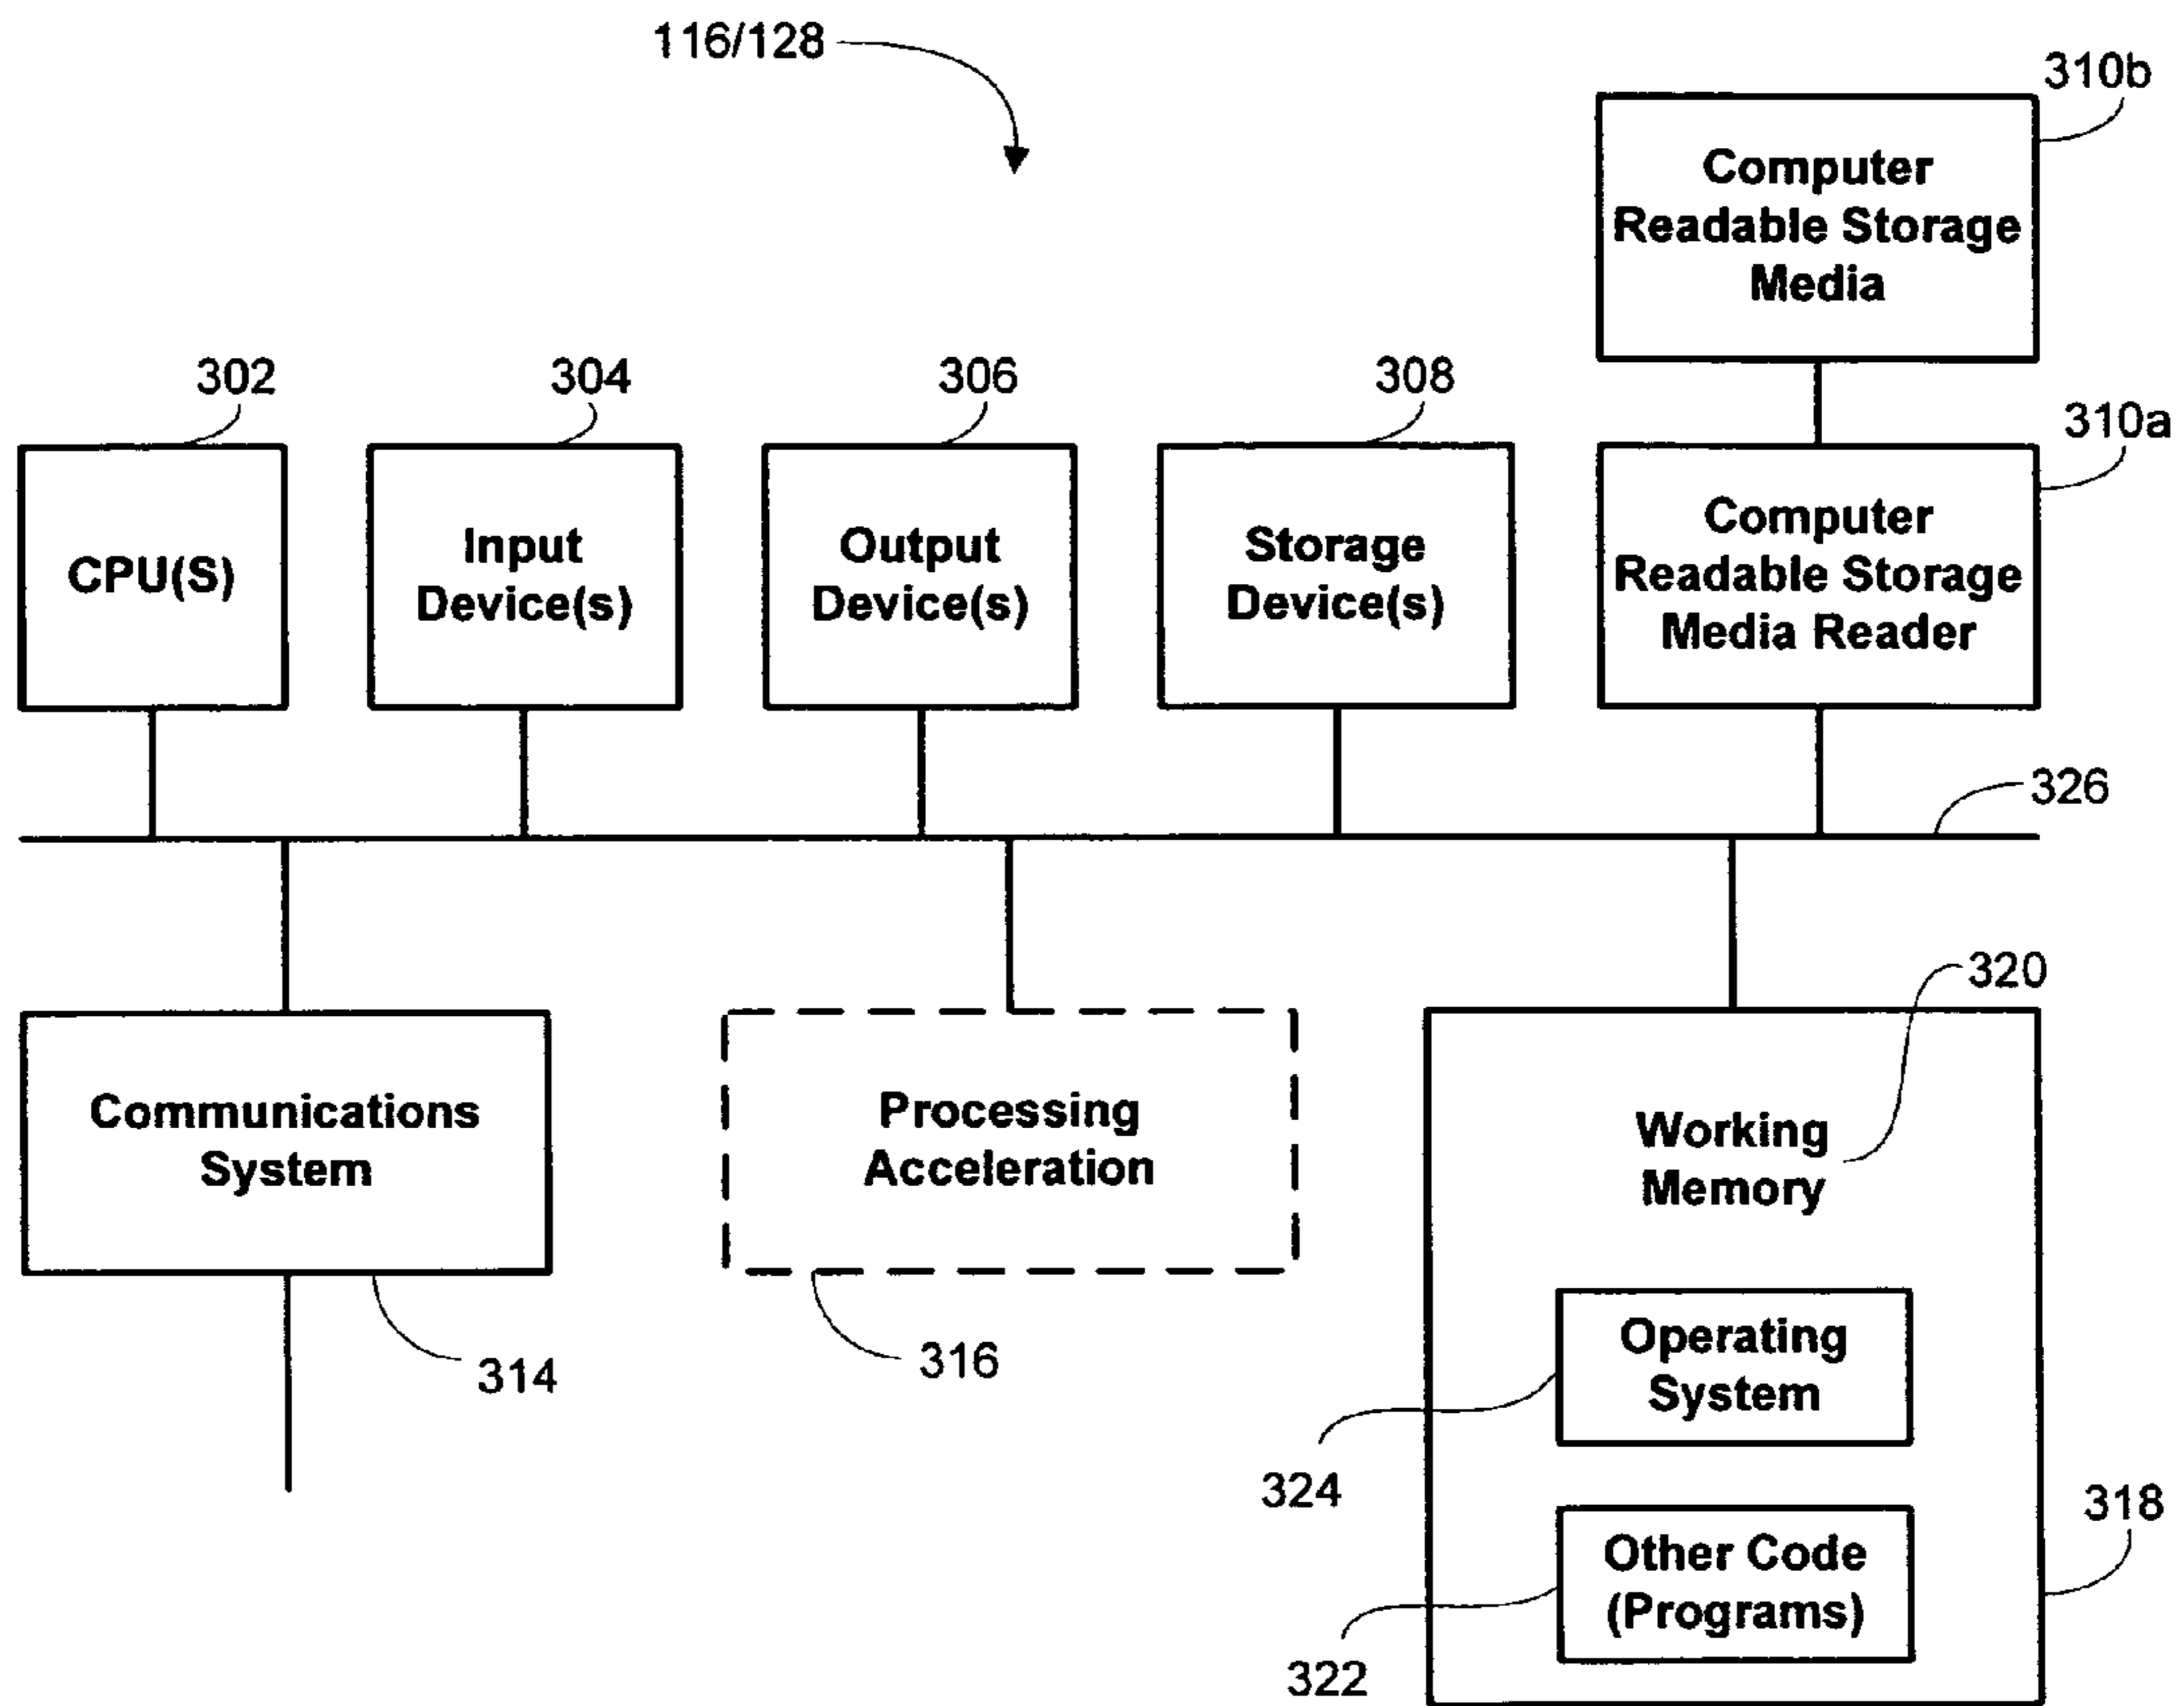 116/128
310b
Computer
Readable Storage
Media
302
304
306
308
310a
CPU(S)
Input
Device(s)
Output
Device(s)
Storage
Device(s)
Computer
Readable Storage
Media Reader
326
320
Communications
System
Processing
Acceleration
Working
Memory
314
316
Operating
System
324
318
Other Code
(Programs)
322